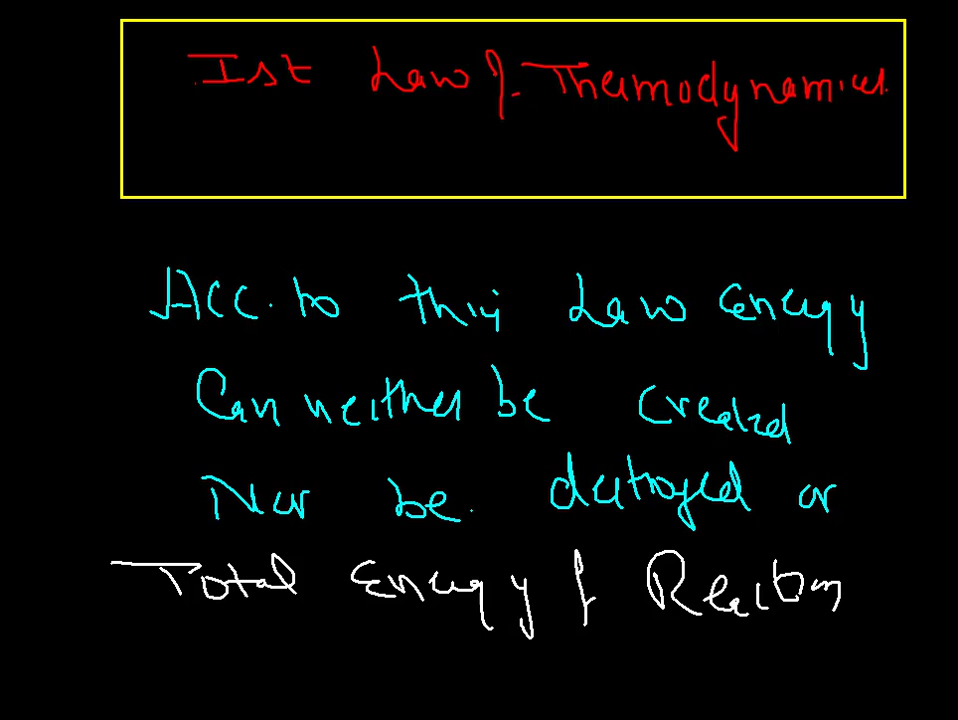 Ist Law of Thermodynamics.
Acc. to this Law Energy
Can neither be created
Nor be destroyed or
Total Energy of Reaction